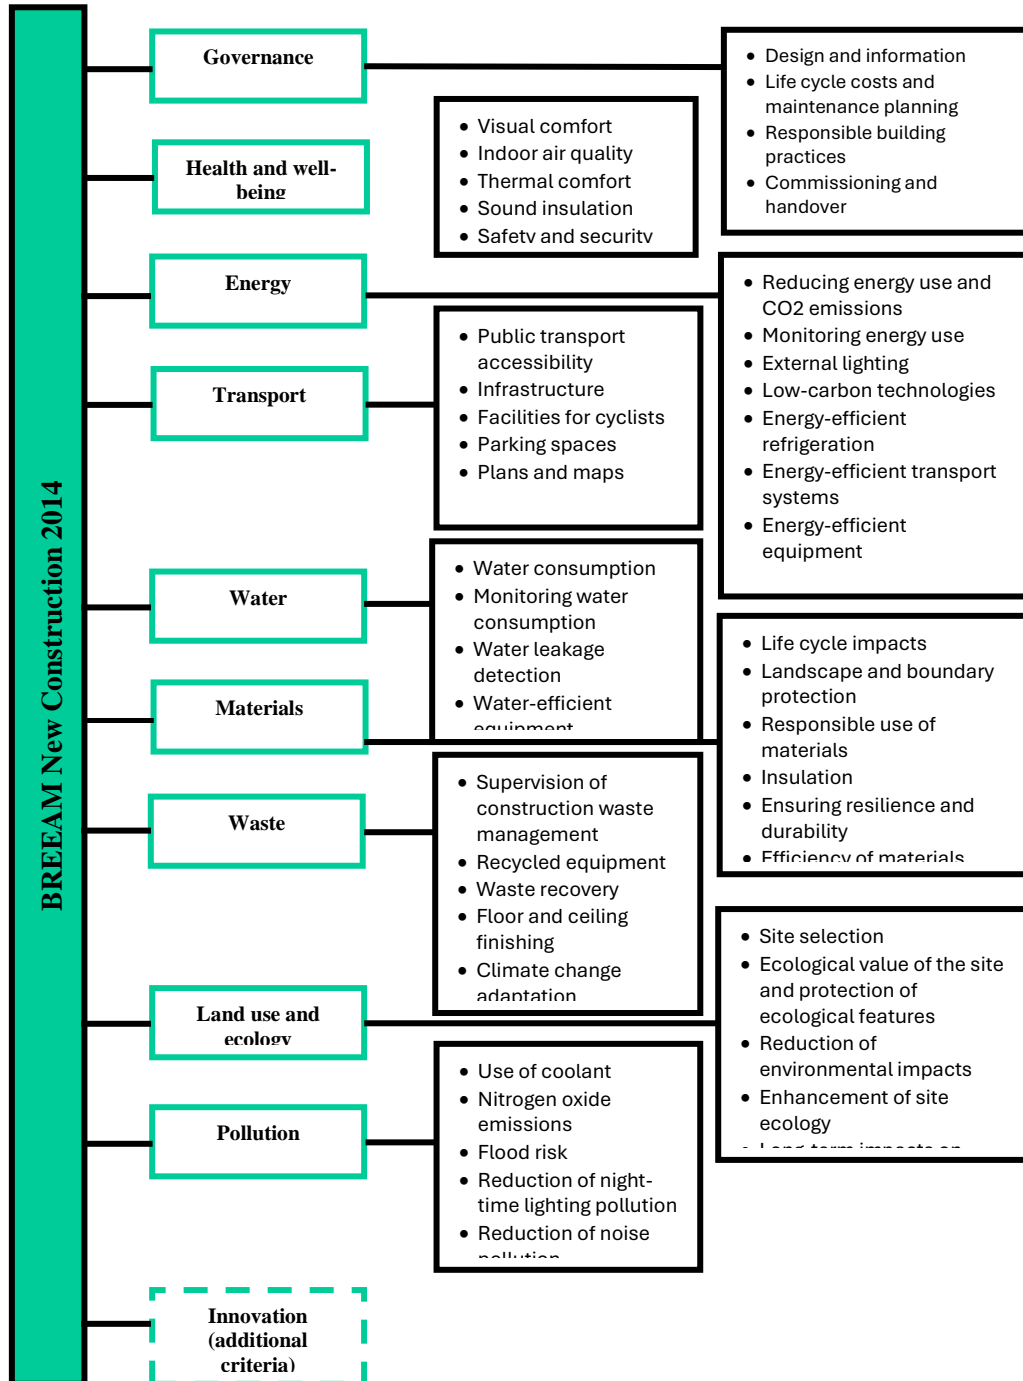 BREEAM New Construction 2014
Governance
• Design and information
• Life cycle costs and
maintenance planning
• Responsible building
practices
• Commissioning and
handover
Health and well-
being
• Visual comfort
• Indoor air quality
• Thermal comfort
• Sound insulation
• Safety and security
Energy
• Reducing energy use and
CO2 emissions
• Monitoring energy use
• External lighting
• Low-carbon technologies
• Energy-efficient
refrigeration
• Energy-efficient transport
systems
• Energy-efficient
equipment
Transport
• Public transport
accessibility
• Infrastructure
• Facilities for cyclists
• Parking spaces
• Plans and maps
Water
• Water consumption
• Monitoring water
consumption
• Water leakage
detection
• Water-efficient
equipment
Materials
• Life cycle impacts
• Landscape and boundary
protection
• Responsible use of
materials
• Insulation
• Ensuring resilience and
durability
• Efficiency of materials
Waste
• Supervision of
construction waste
management
• Recycled equipment
• Waste recovery
• Floor and ceiling
finishing
• Climate change
adaptation
Land use and
ecology
• Site selection
• Ecological value of the site
and protection of
ecological features
• Reduction of
environmental impacts
• Enhancement of site
ecology
• Long-term impacts on
Pollution
• Use of coolant
• Nitrogen oxide
emissions
• Flood risk
• Reduction of night-
time lighting pollution
• Reduction of noise
pollution
Innovation
(additional
criteria)